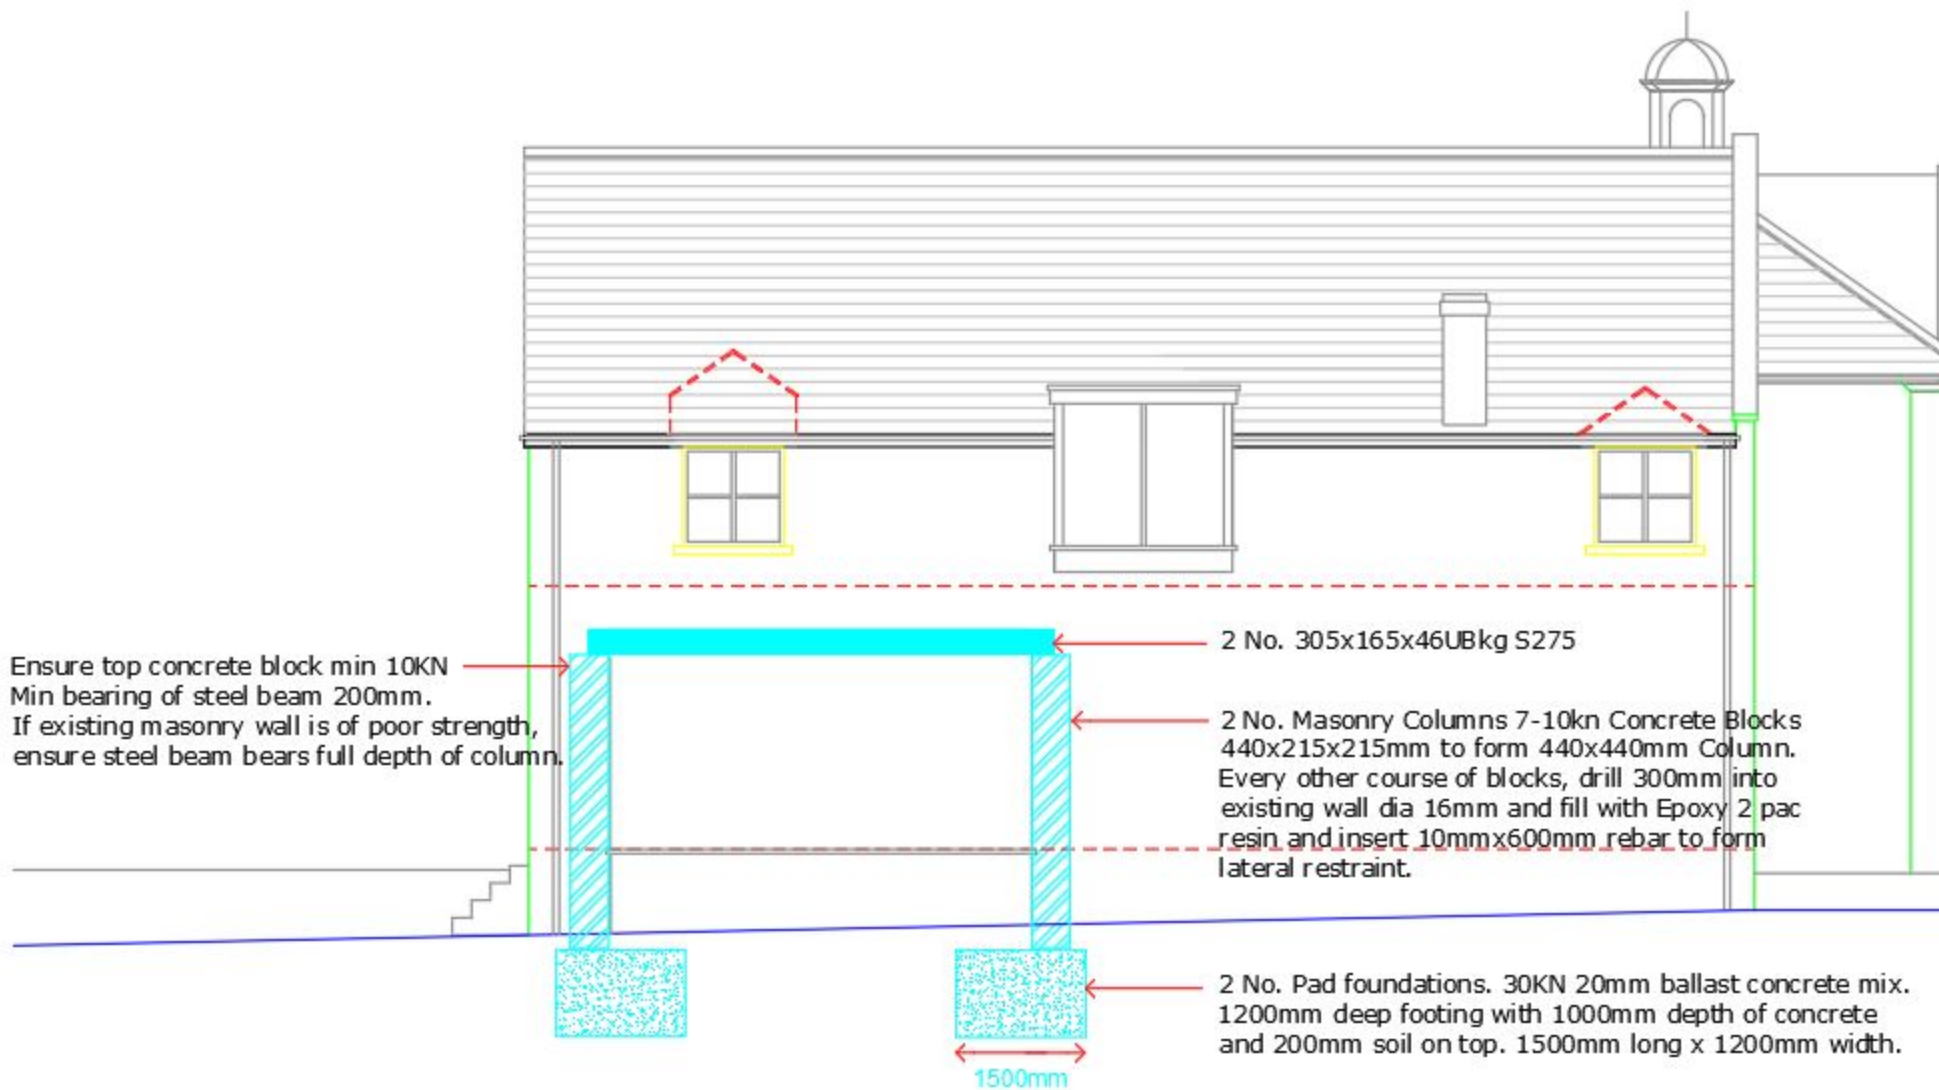 Ensure top concrete block min 10KN
Min bearing of steel beam 200mm.
If existing masonry wall is of poor strength,
ensure steel beam bears full depth of column.
2 No. 305x165x46UBkg S275
2 No. Masonry Columns 7-10kn Concrete Blocks
440x215x215mm to form 440x440mm Column.
Every other course of blocks, drill 300mm into
existing wall dia 16mm and fill with Epoxy 2 pac
resin and insert 10mmx600mm rebar to form
lateral restraint.
2 No. Pad foundations. 30KN 20mm ballast concrete mix.
1200mm deep footing with 1000mm depth of concrete
and 200mm soil on top. 1500mm long x 1200mm width.
1500mm